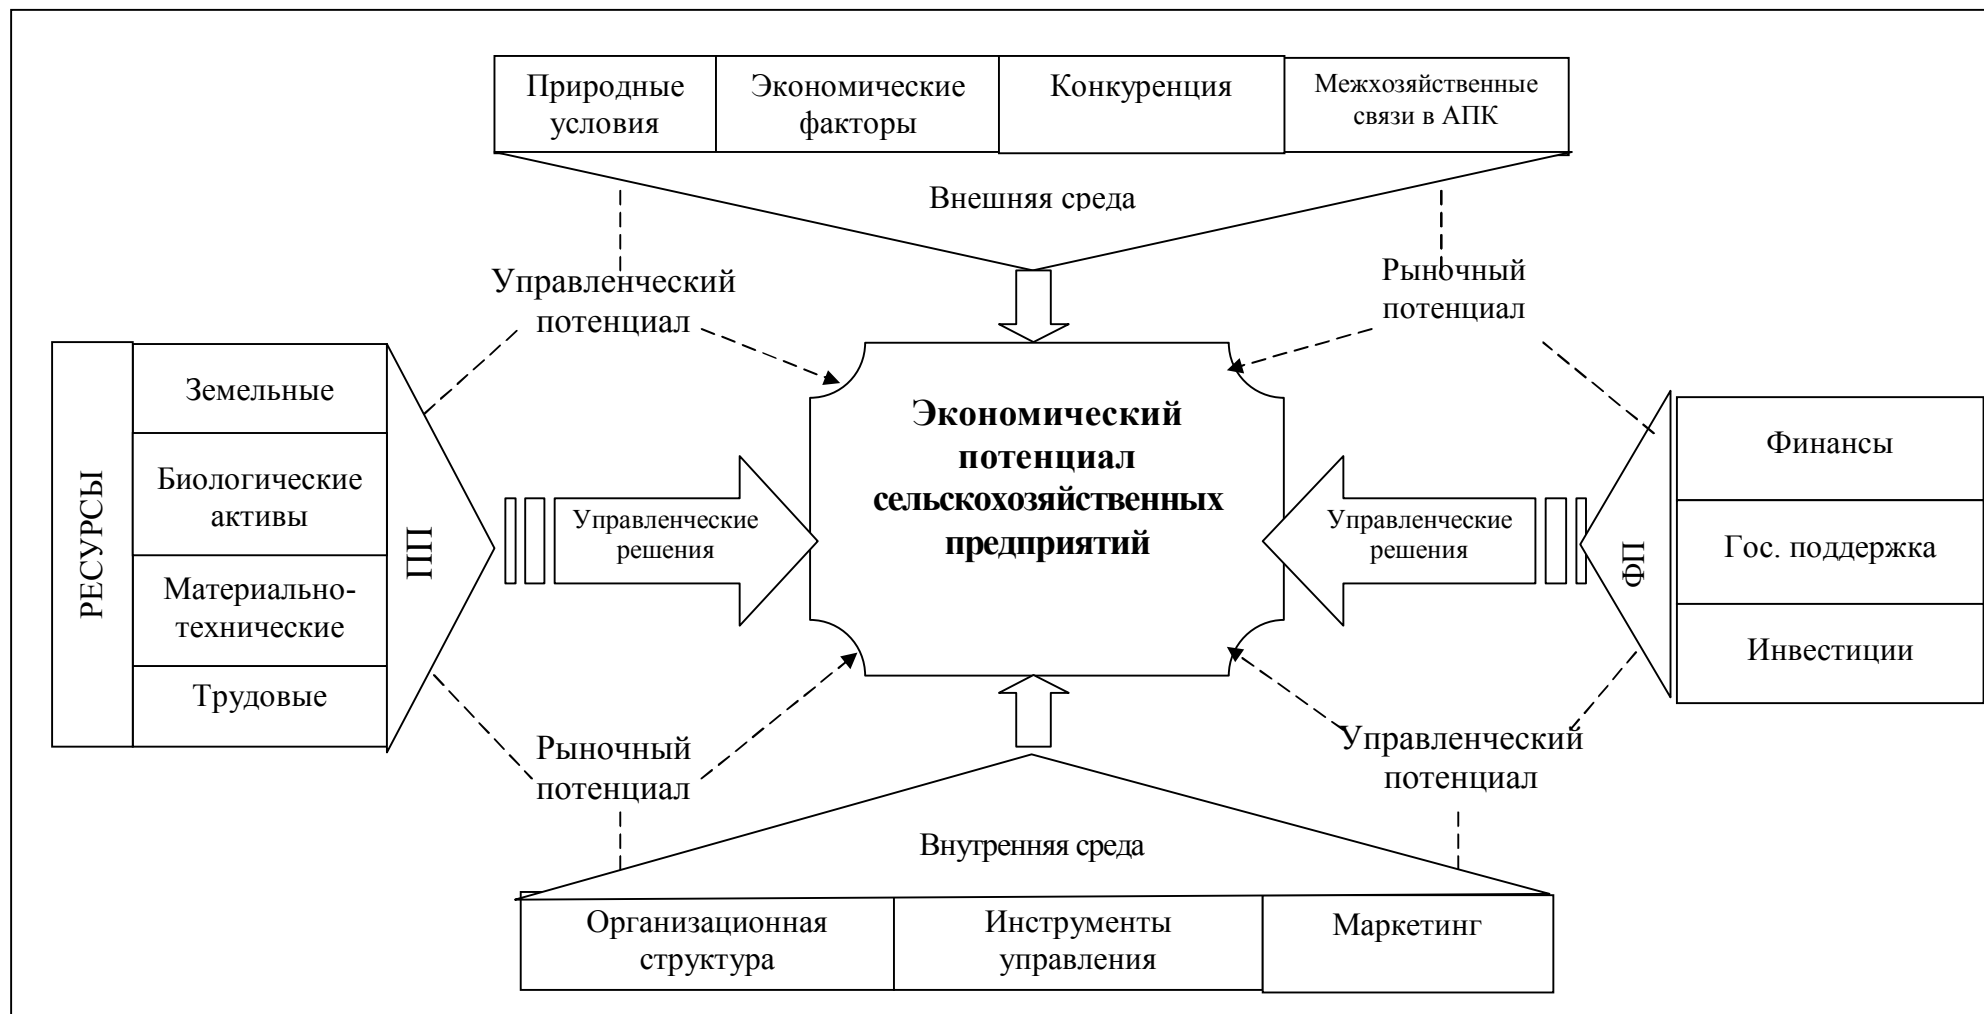 Природные
условия
Экономические
факторы
Конкуренция
Межхозяйственные
связи в АПК
Внешняя среда
Управленческий
потенциал
Рыночный
потенциал
РЕСУРСЫ
Земельные
Биологические
активы
Материально-
технические
Трудовые
ПП
Управленческие
решения
Экономический
потенциал
сельскохозяйственных
предприятий
Управленческие
решения
ФП
Финансы
Гос. поддержка
Инвестиции
Рыночный
потенциал
Управленческий
потенциал
Внутренняя среда
Организационная
структура
Инструменты
управления
Маркетинг